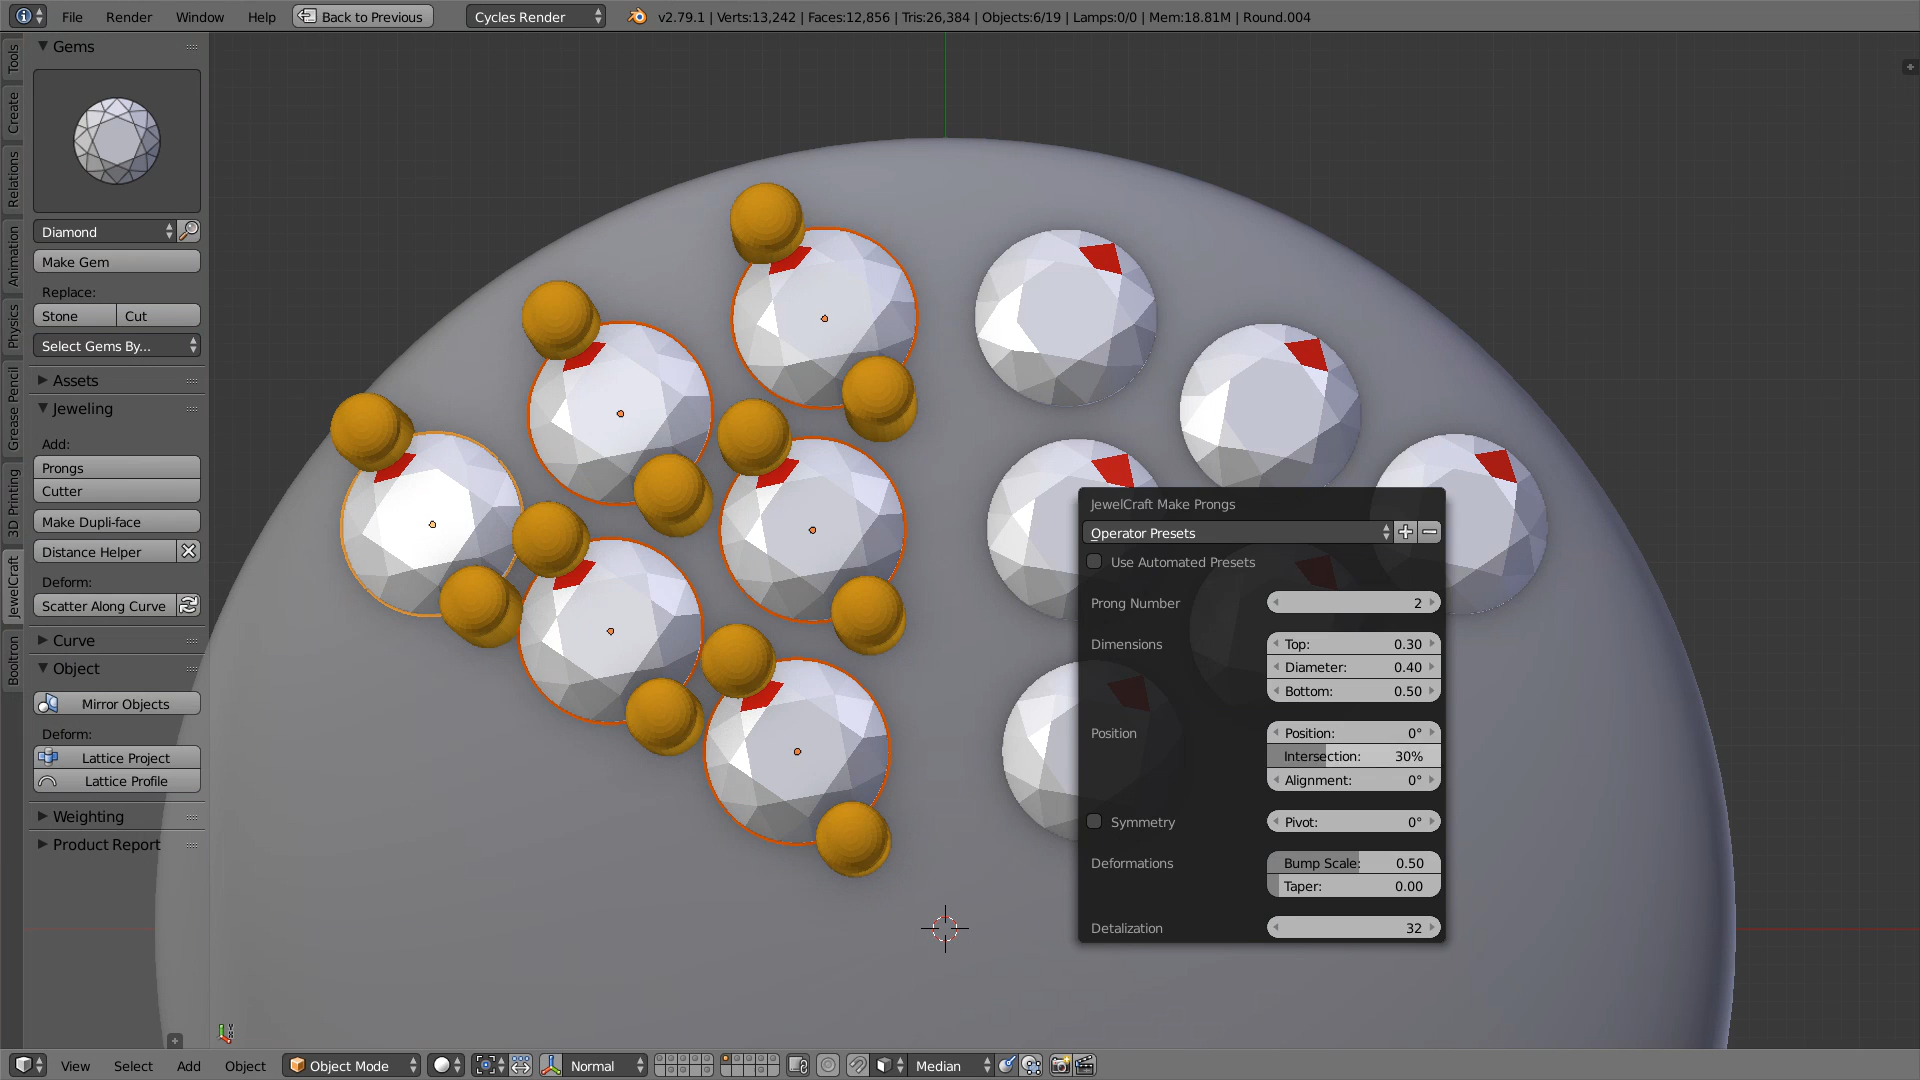 File Render Window Help Back to Previous Cycles Render v2.79.1 | Verts:13,242 | Faces:12,856 | Tris:26,384 | Objects:6/19 | Lamps:0/0 | Mem:18.81M | Round.004
Tools
Create
Relations
Animation
Physics
Grease Pencil
3D Printing
JewelCraft
Booltron
Gems
Diamond
Make Gem
Replace:
Stone Cut
Select Gems By...
Assets
Jeweling
Add:
Prongs
Cutter
Make Dupli-face
Distance Helper
Deform:
Scatter Along Curve
Curve
Object
Mirror Objects
Deform:
Lattice Project
Lattice Profile
Weighting
Product Report
JewelCraft Make Prongs
Operator Presets
Use Automated Presets
Prong Number 2
Dimensions Top: 0.30
Diameter: 0.40
Bottom: 0.50
Position Position: 0°
Intersection: 30%
Alignment: 0°
Symmetry Pivot: 0°
Deformations Bump Scale: 0.50
Taper: 0.00
Detalization 32
View Select Add Object Object Mode Normal Median